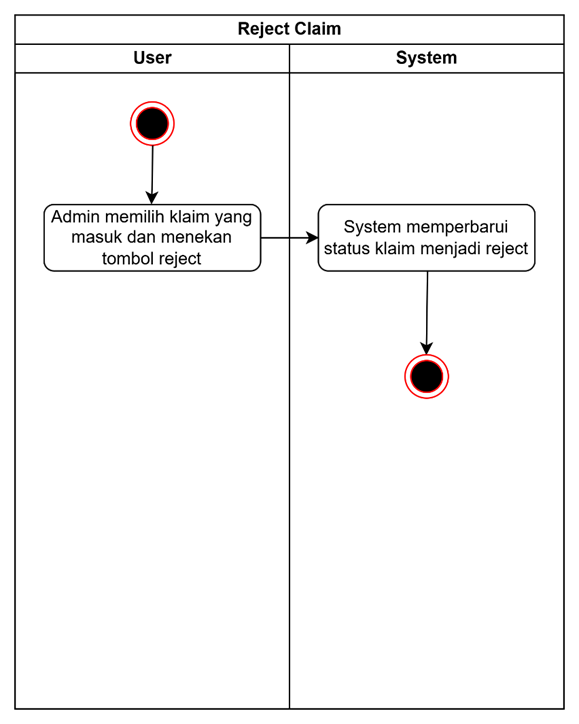 Reject Claim
User
System
Admin memilih klaim yang
masuk dan menekan
tombol reject
System memperbarui
status klaim menjadi reject